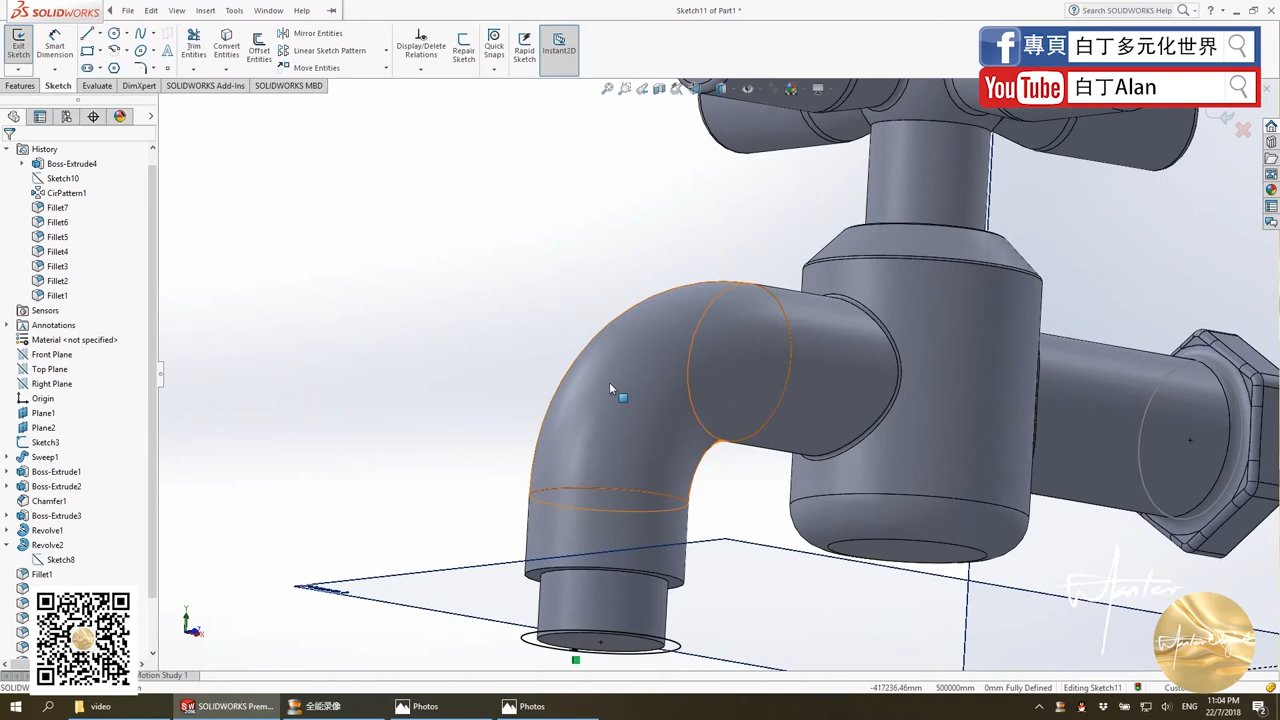 SOLIDWORKS
File
Edit
View
Insert
Tools
Window
Help
Sketch11 of Part1 *
Search SOLIDWORKS Help
Exit Sketch
Smart Dimension
Trim Entities
Convert Entities
Offset Entities
Mirror Entities
Linear Sketch Pattern
Move Entities
Display/Delete Relations
Repair Sketch
Quick Snaps
Rapid Sketch
Instant2D
f 專頁 白丁多元化世界
YouTube 白丁Alan
Features
Sketch
Evaluate
DimXpert
SOLIDWORKS Add-Ins
SOLIDWORKS MBD
History
Boss-Extrude4
Sketch10
CirPattern1
Fillet7
Fillet6
Fillet5
Fillet4
Fillet3
Fillet2
Fillet1
Sensors
Annotations
Material <not specified>
Front Plane
Top Plane
Right Plane
Origin
Plane1
Plane2
Sketch3
Sweep1
Boss-Extrude1
Boss-Extrude2
Chamfer1
Boss-Extrude3
Revolve1
Revolve2
Sketch8
Fillet1
Motion Study 1
-417236.46mm
500000mm
0mm Fully Defined
Editing Sketch11
video
SOLIDWORKS Prem...
全能录像
Photos
Photos
11:04 PM
22/7/2018